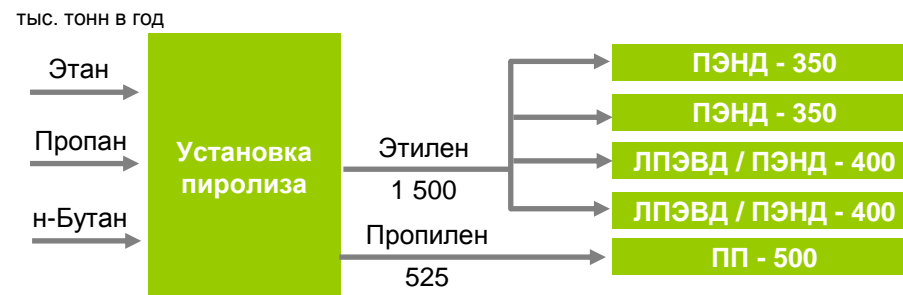 тыс. тонн в год
Этан
Пропан
н-Бутан
Установка
пиролиза
Этилен
1 500
Пропилен
525
ПЭНД - 350
ПЭНД - 350
ЛПЭВД / ПЭНД - 400
ЛПЭВД / ПЭНД - 400
ПП - 500